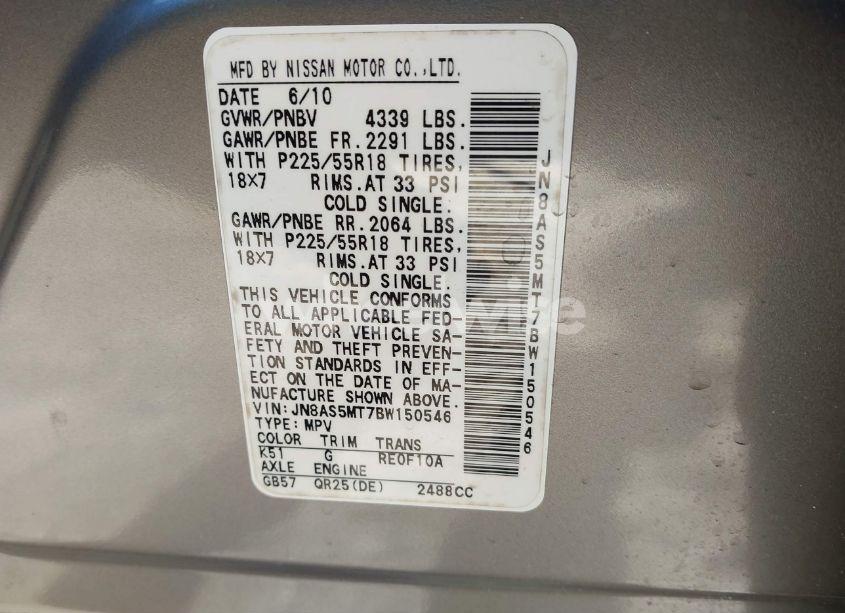 MFD BY NISSAN MOTOR CO.,LTD.
DATE 6/10
GVWR/PNBV 4339 LBS.
GAWR/PNBE FR.2291 LBS.
WITH P225/55R18 TIRES,
18X7 RIMS.AT 33 PSI
COLD SINGLE.
GAWR/PNBE RR.2064 LBS.
WITH P225/55R18 TIRES,
18X7 RIMS.AT 33 PSI
COLD SINGLE.
THIS VEHICLE CONFORMS
TO ALL APPLICABLE FED-
ERAL MOTOR VEHICLE SA-
FETY AND THEFT PREVEN-
TION STANDARDS IN EFF-
ECT ON THE DATE OF MA-
NUFACTURE SHOWN ABOVE.
VIN:JN8AS5MT7BW150546
TYPE:MPV
COLOR TRIM TRANS
K51 G RE0F10A
AXLE ENGINE
GB57 QR25(DE) 2488CC
JN8AS5MT7BW150546